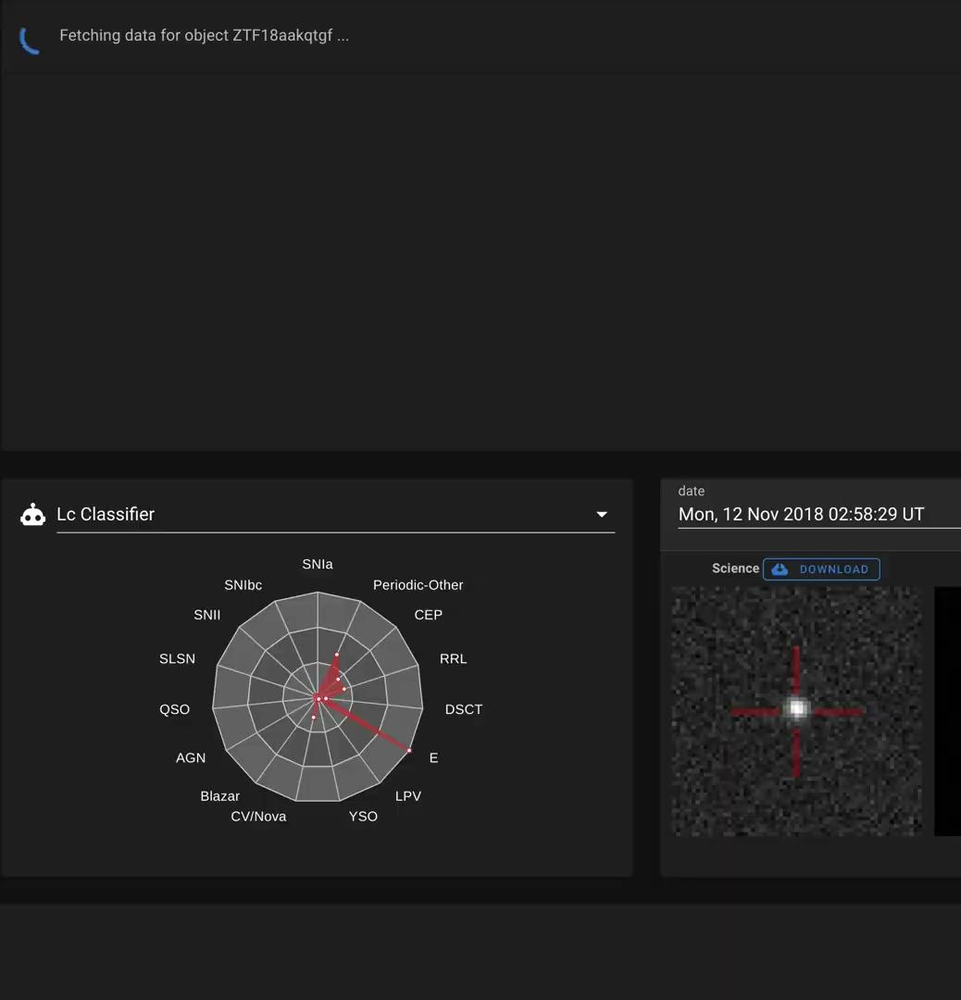 Fetching data for object ZTF18aakqtgf ...
Lc Classifier
SNIa
SNIbc
Periodic-Other
SNII
CEP
SLSN
RRL
QSO
DSCT
AGN
E
Blazar
LPV
CV/Nova
YSO
date
Mon, 12 Nov 2018 02:58:29 UT
Science DOWNLOAD